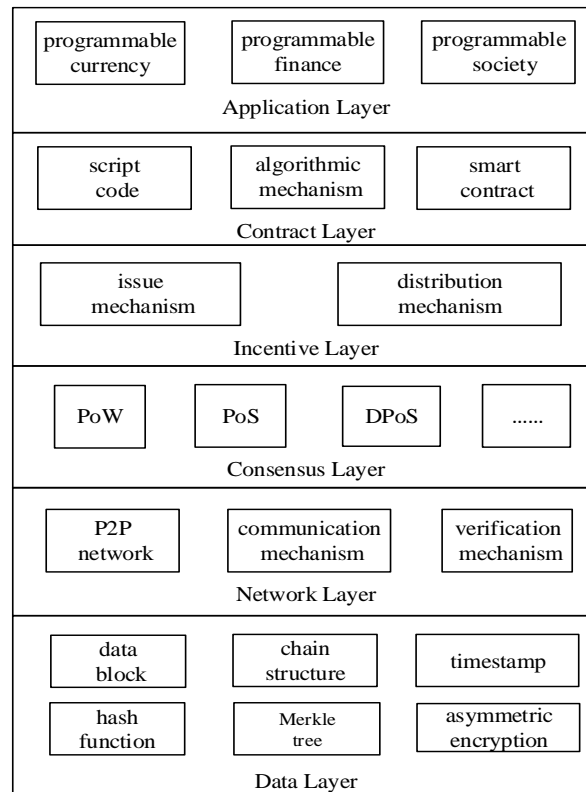 programmable currency
programmable finance
programmable society
Application Layer
script code
algorithmic mechanism
smart contract
Contract Layer
issue mechanism
distribution mechanism
Incentive Layer
PoW
PoS
DPoS
......
Consensus Layer
P2P network
communication mechanism
verification mechanism
Network Layer
data block
chain structure
timestamp
hash function
Merkle tree
asymmetric encryption
Data Layer